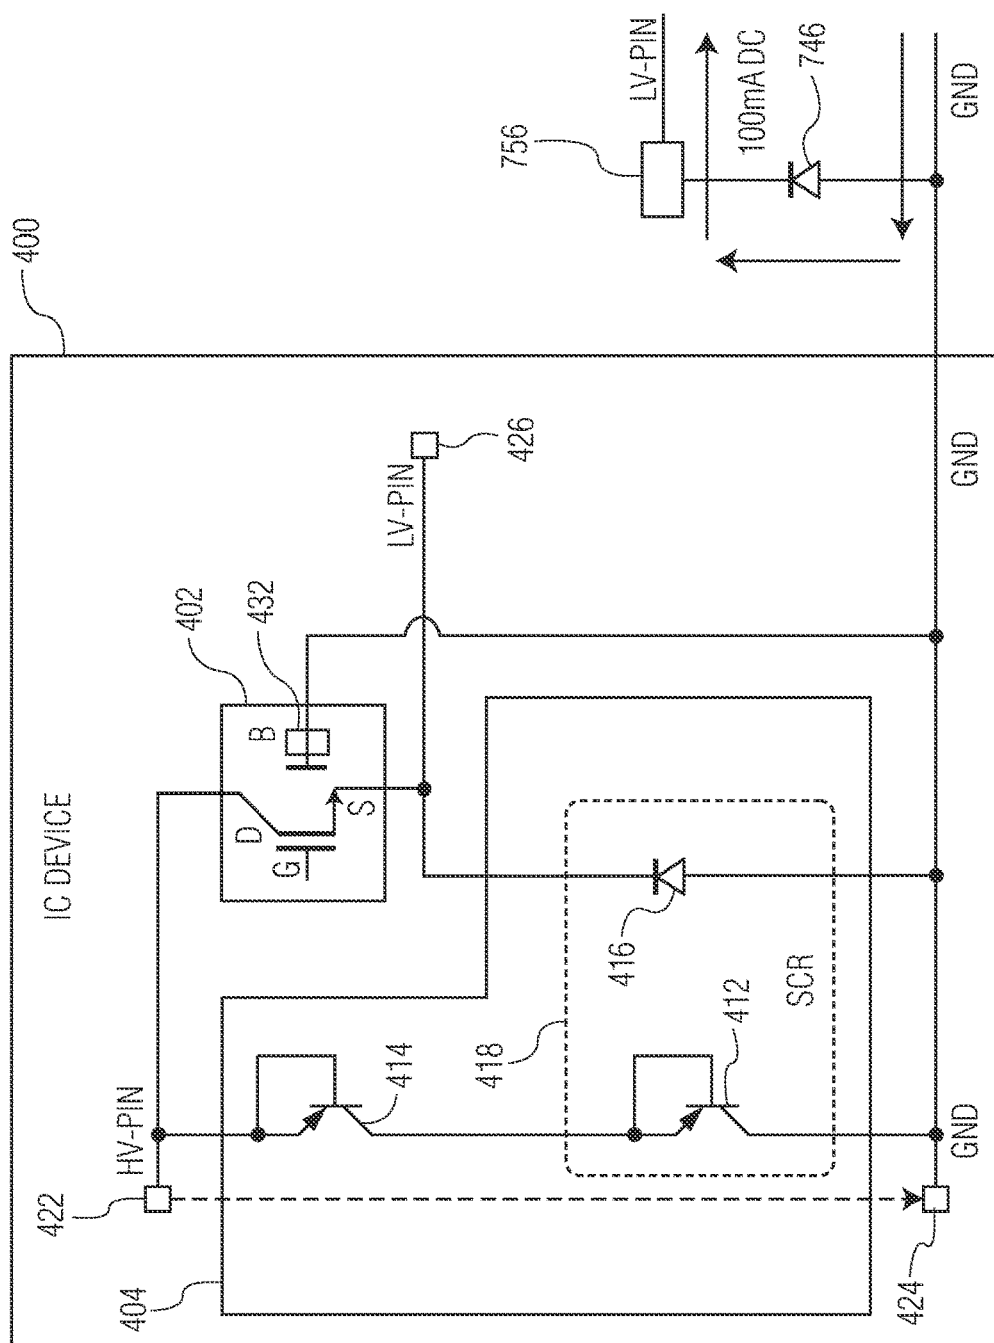 400
IC DEVICE
HV-PIN
422
404
414
D
G
S
B
402
432
LV-PIN
426
418
416
412
SCR
424
GND
GND
756
LV-PIN
100mA DC
746
GND